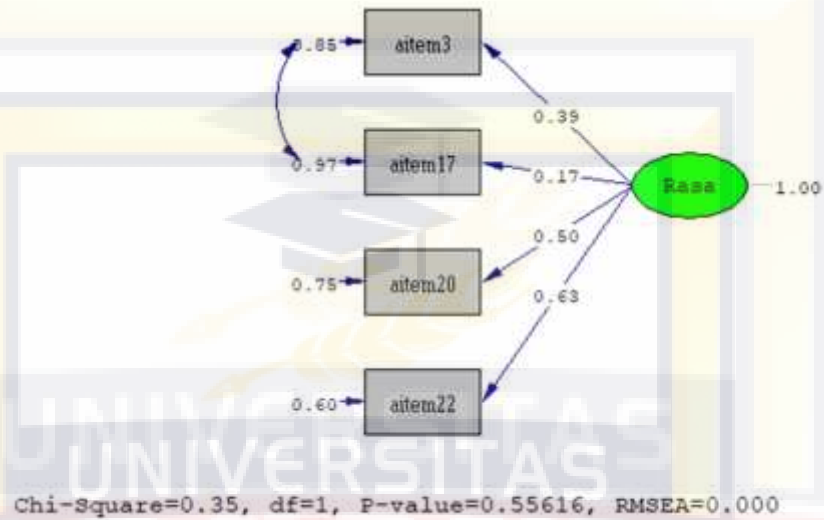 0.85
aitem3
0.39
0.97
aitem17
0.17
Rasa
1.00
0.50
0.75
aitem20
0.63
0.60
aitem22
UNIVERSITAS
UNIVERSITAS
Chi-Square=0.35, df=1, P-value=0.55616, RMSEA=0.000